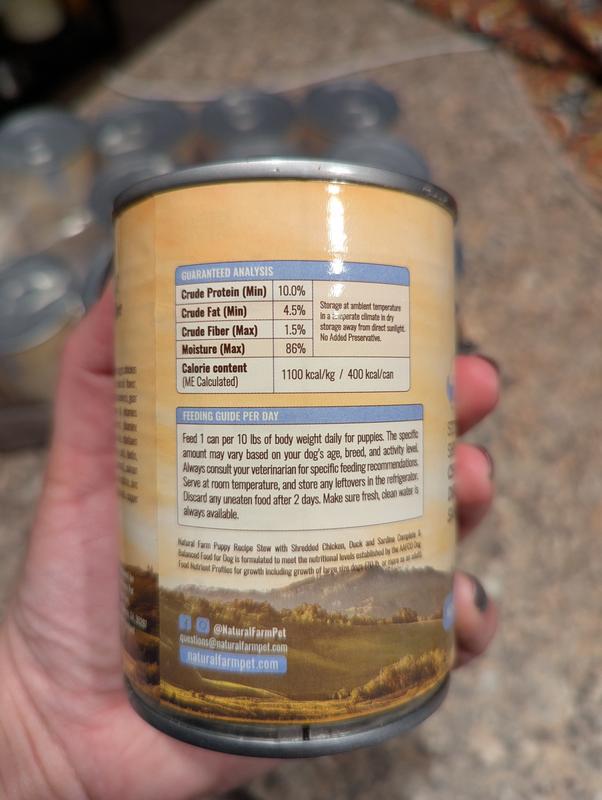 GUARANTEED ANALYSIS
Crude Protein (Min) 10.0%
Crude Fat (Min) 4.5%
Crude Fiber (Max) 1.5%
Moisture (Max) 86%
Storage at ambient temperature
in a temperate climate in dry
storage away from direct sunlight.
No Added Preservative.
Calorie content
(ME Calculated)
1100 kcal/kg / 400 kcal/can
FEEDING GUIDE PER DAY
Feed 1 can per 10 lbs of body weight daily for puppies. The specific
amount may vary based on your dog's age, breed, and activity level.
Always consult your veterinarian for specific feeding recommendations.
Serve at room temperature, and store any leftovers in the refrigerator.
Discard any uneaten food after 2 days. Make sure fresh, clean water is
always available.
Natural Farm Puppy Recipe Stew with Shredded Chicken, Duck and Sardine Complete &
Balanced Food for Dog is formulated to meet the nutritional levels established by the AAFCO Dog
Food Nutrient Profiles for growth including growth of large size dogs (70 lb. or more as an adult).
@NaturalFarmPet
questions@naturalfarmpet.com
naturalfarmpet.com